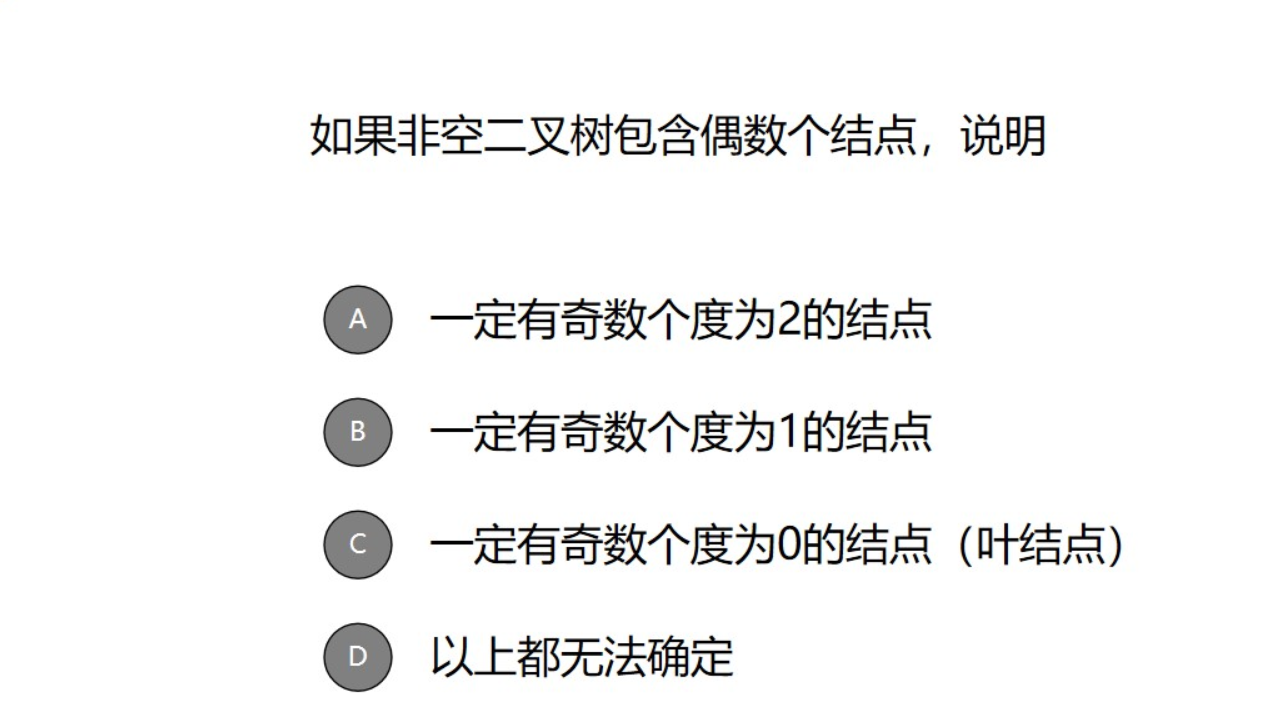 如果非空二叉树包含偶数个结点，说明
A 一定有奇数个度为2的结点
B 一定有奇数个度为1的结点
C 一定有奇数个度为0的结点（叶结点）
D 以上都无法确定